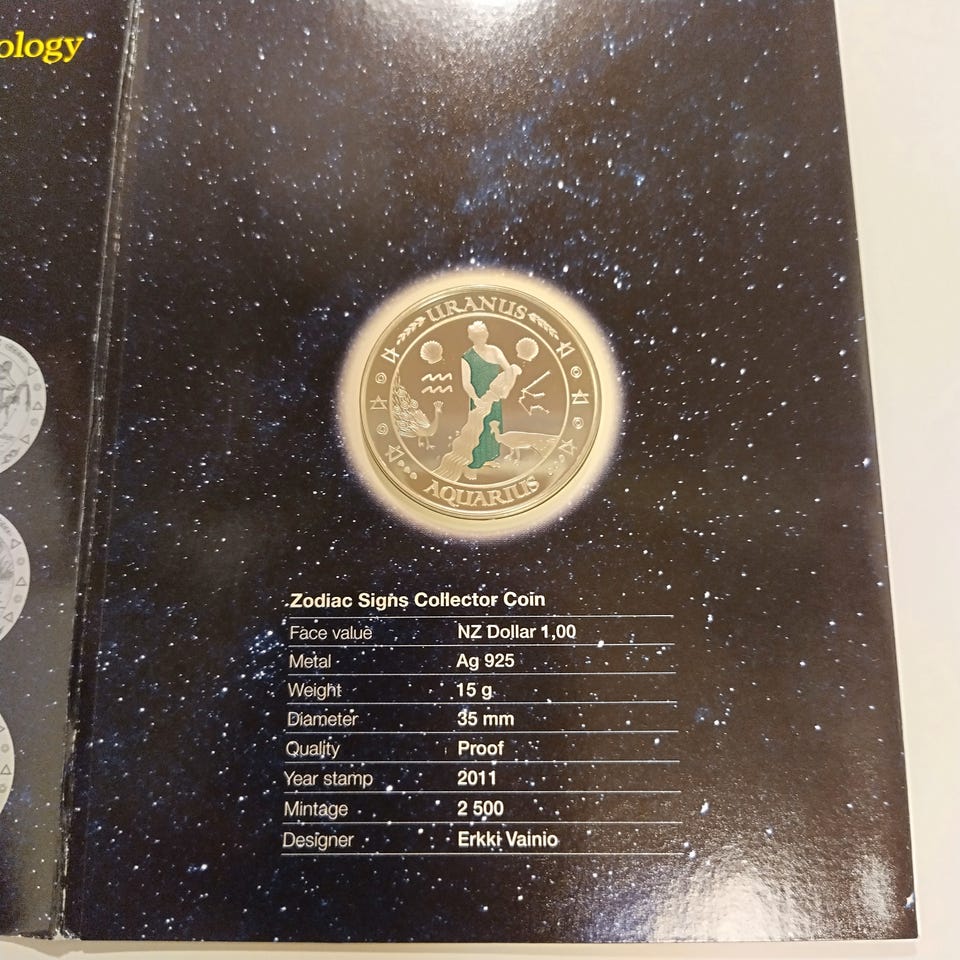 ology
URANUS
AQUARIUS
Zodiac Signs Collector Coin
Face value NZ Dollar 1,00
Metal Ag 925
Weight 15 g
Diameter 35 mm
Quality Proof
Year stamp 2011
Mintage 2 500
Designer Erkki Vainio